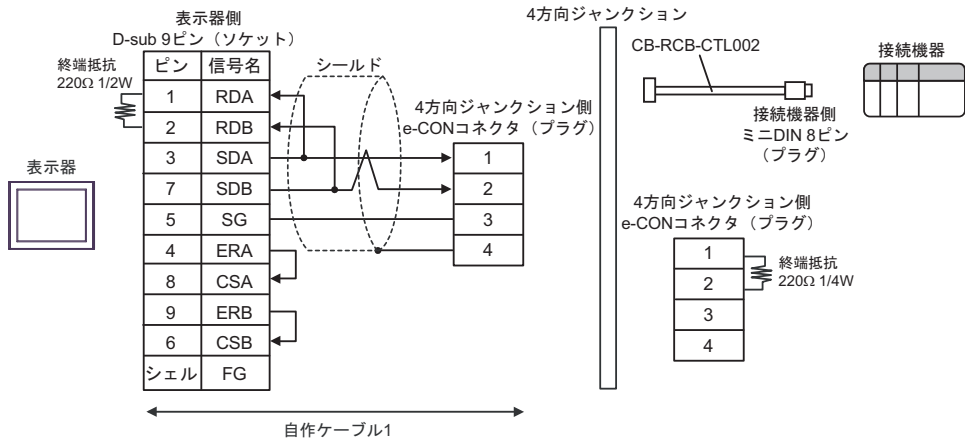 表示器側
D-sub 9ピン（ソケット）
終端抵抗
220Ω 1/2W
ピン 信号名
1 RDA
2 RDB
3 SDA
7 SDB
5 SG
4 ERA
8 CSA
9 ERB
6 CSB
シェル FG
シールド
表示器
4方向ジャンクション側
e-CONコネクタ（プラグ）
1
2
3
4
自作ケーブル1
4方向ジャンクション
CB-RCB-CTL002
接続機器側
ミニDIN 8ピン
（プラグ）
接続機器
4方向ジャンクション側
e-CONコネクタ（プラグ）
1
2
3
4
終端抵抗
220Ω 1/4W